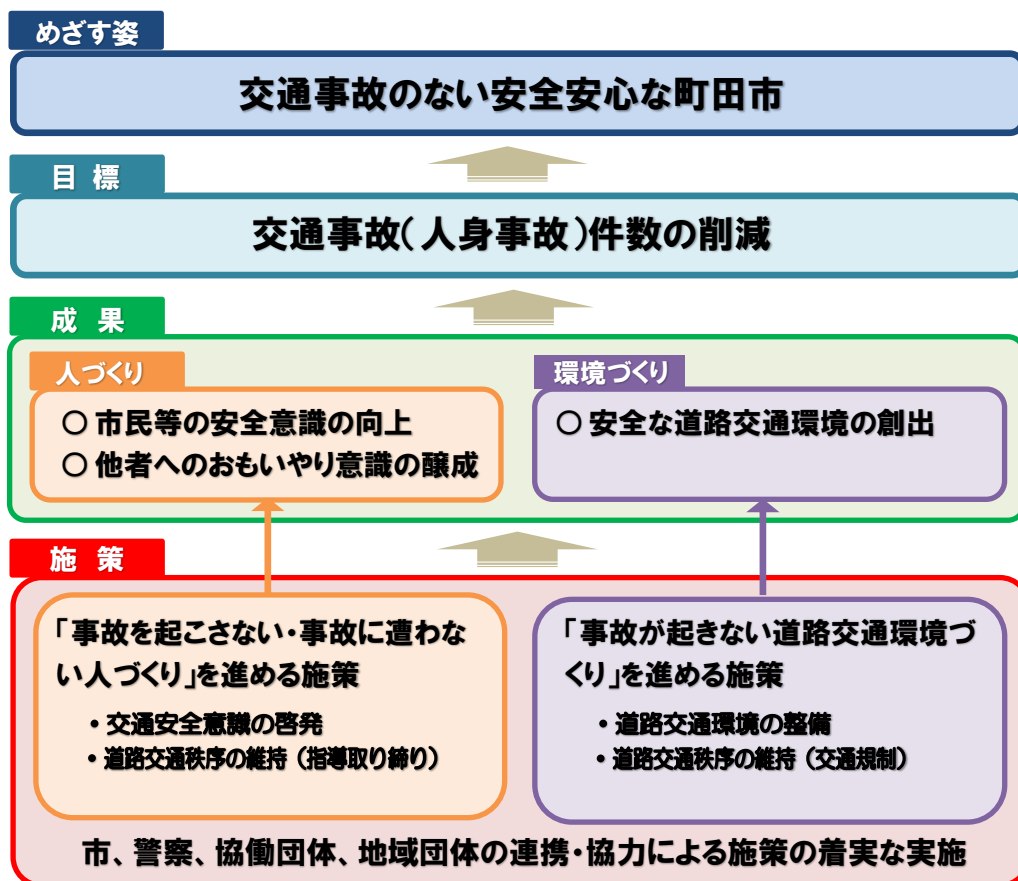 めざす姿
交通事故のない安全安心な町田市
目 標
交通事故(人身事故)件数の削減
成 果
人づくり
○ 市民等の安全意識の向上
○ 他者へのおもいやり意識の醸成
環境づくり
○ 安全な道路交通環境の創出
施 策
「事故を起こさない・事故に遭わな
い人づくり」を進める施策
・交通安全意識の啓発
・道路交通秩序の維持（指導取り締り）
「事故が起きない道路交通環境づ
くり」を進める施策
・道路交通環境の整備
・道路交通秩序の維持（交通規制）
市、警察、協働団体、地域団体の連携・協力による施策の着実な実施